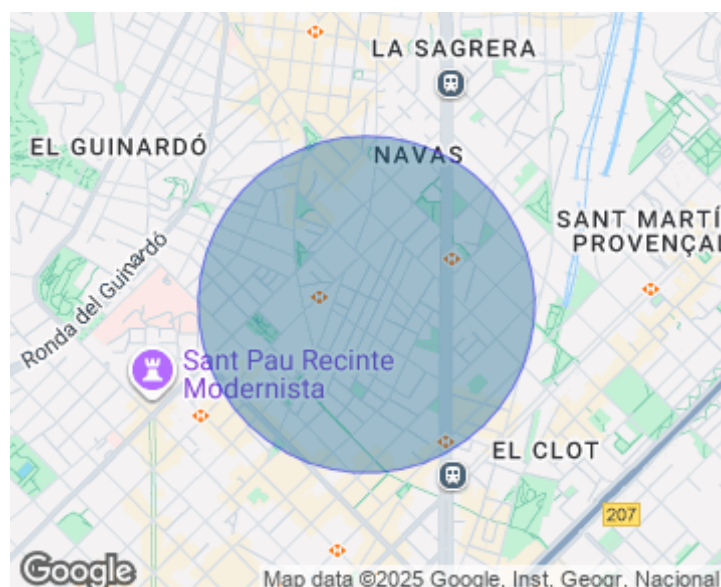 LA SAGRERA
EL GUINARDÓ
NAVAS
SANT MARTÍ
PROVENÇAL
Ronda del Guinardó
Sant Pau Recinte
Modernista
EL CLOT
207
Google
Map data ©2025 Google, Inst. Geogr. Nacional